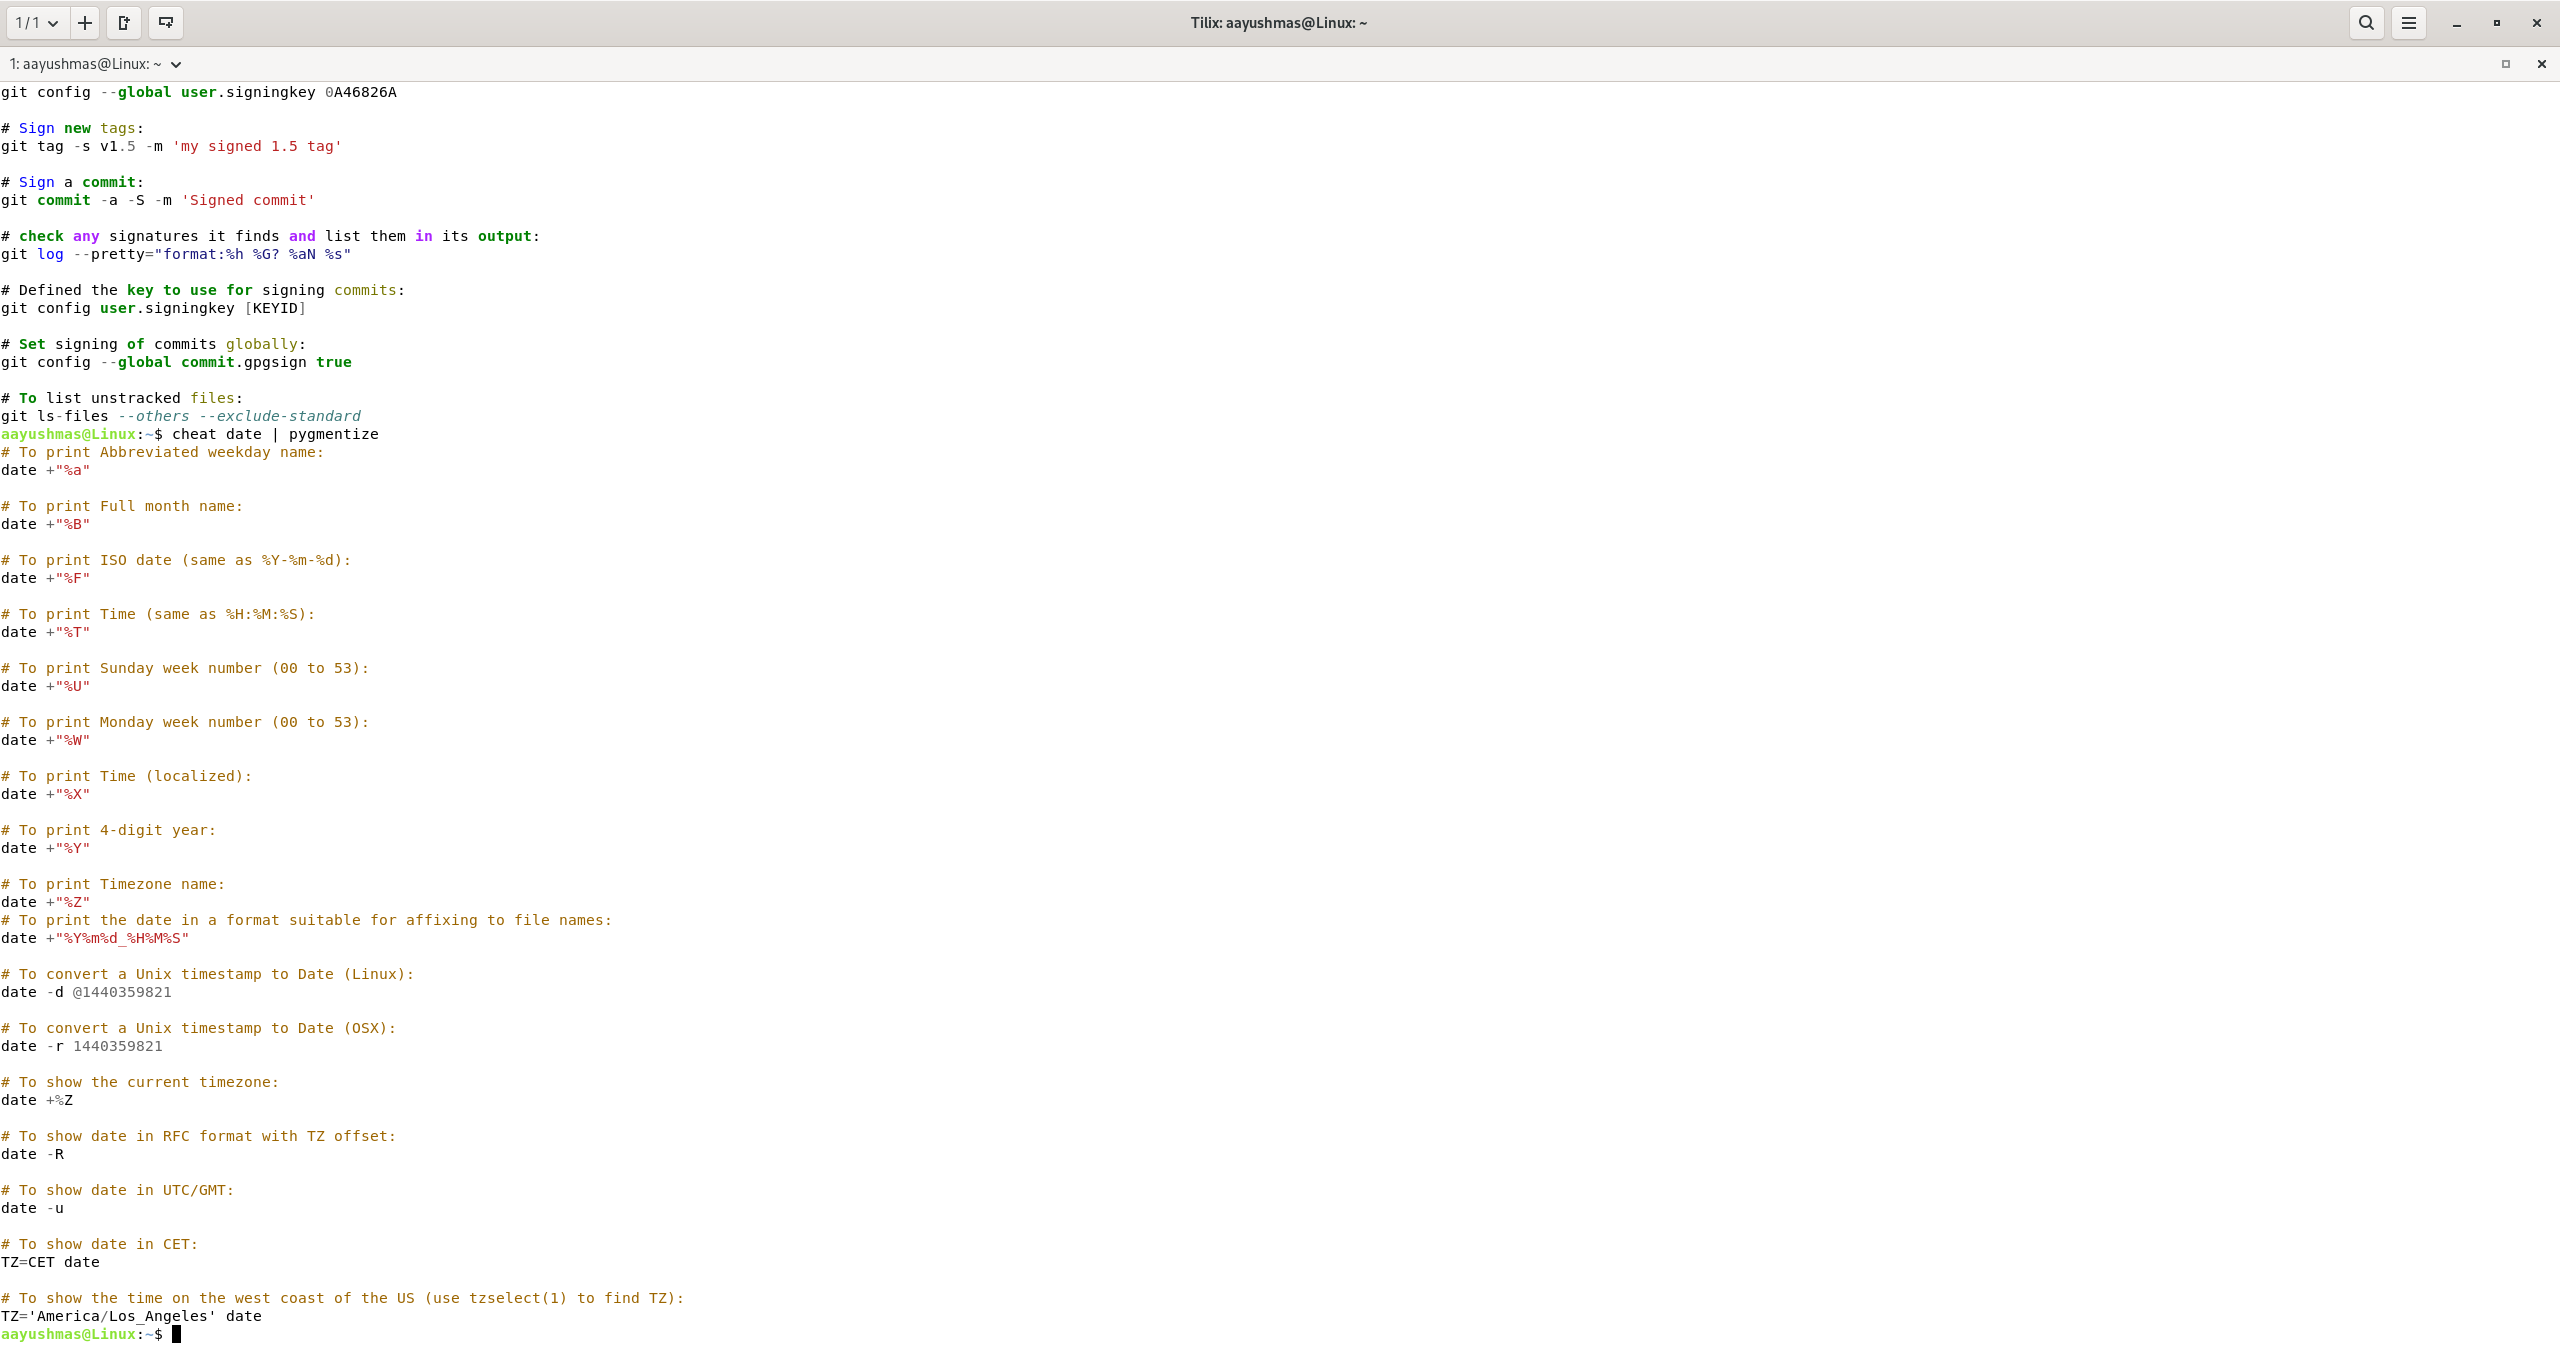 1 / 1
Tilix: aayushmas@Linux: ~
1: aayushmas@Linux: ~
git config --global user.signingkey 0A46826A
# Sign new tags:
git tag -s v1.5 -m 'my signed 1.5 tag'
# Sign a commit:
git commit -a -S -m 'Signed commit'
# check any signatures it finds and list them in its output:
git log --pretty="format:%h %G? %aN %s"
# Defined the key to use for signing commits:
git config user.signingkey [KEYID]
# Set signing of commits globally:
git config --global commit.gpgsign true
# To list unstracked files:
git ls-files --others --exclude-standard
aayushmas@Linux:~$ cheat date | pygmentize
# To print Abbreviated weekday name:
date +"%a"
# To print Full month name:
date +"%B"
# To print ISO date (same as %Y-%m-%d):
date +"%F"
# To print Time (same as %H:%M:%S):
date +"%T"
# To print Sunday week number (00 to 53):
date +"%U"
# To print Monday week number (00 to 53):
date +"%W"
# To print Time (localized):
date +"%X"
# To print 4-digit year:
date +"%Y"
# To print Timezone name:
date +"%Z"
# To print the date in a format suitable for affixing to file names:
date +"%Y%m%d_%H%M%S"
# To convert a Unix timestamp to Date (Linux):
date -d @1440359821
# To convert a Unix timestamp to Date (OSX):
date -r 1440359821
# To show the current timezone:
date +%Z
# To show date in RFC format with TZ offset:
date -R
# To show date in UTC/GMT:
date -u
# To show date in CET:
TZ=CET date
# To show the time on the west coast of the US (use tzselect(1) to find TZ):
TZ='America/Los_Angeles' date
aayushmas@Linux:~$